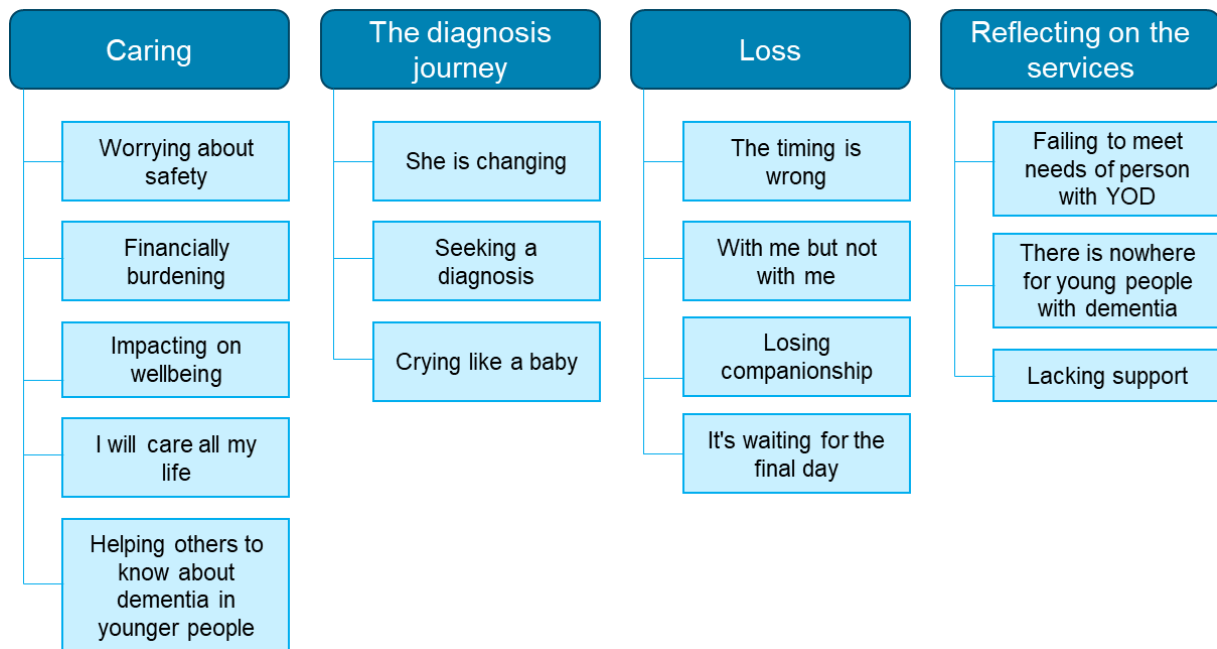 Caring
Worrying about
safety
Financially
burdening
Impacting on
wellbeing
I will care all my
life
Helping others to
know about
dementia in
younger people
The diagnosis
journey
She is changing
Seeking a
diagnosis
Crying like a baby
Loss
The timing is
wrong
With me but not
with me
Losing
companionship
It's waiting for the
final day
Reflecting on the
services
Failing to meet
needs of person
with YOD
There is nowhere
for young people
with dementia
Lacking support